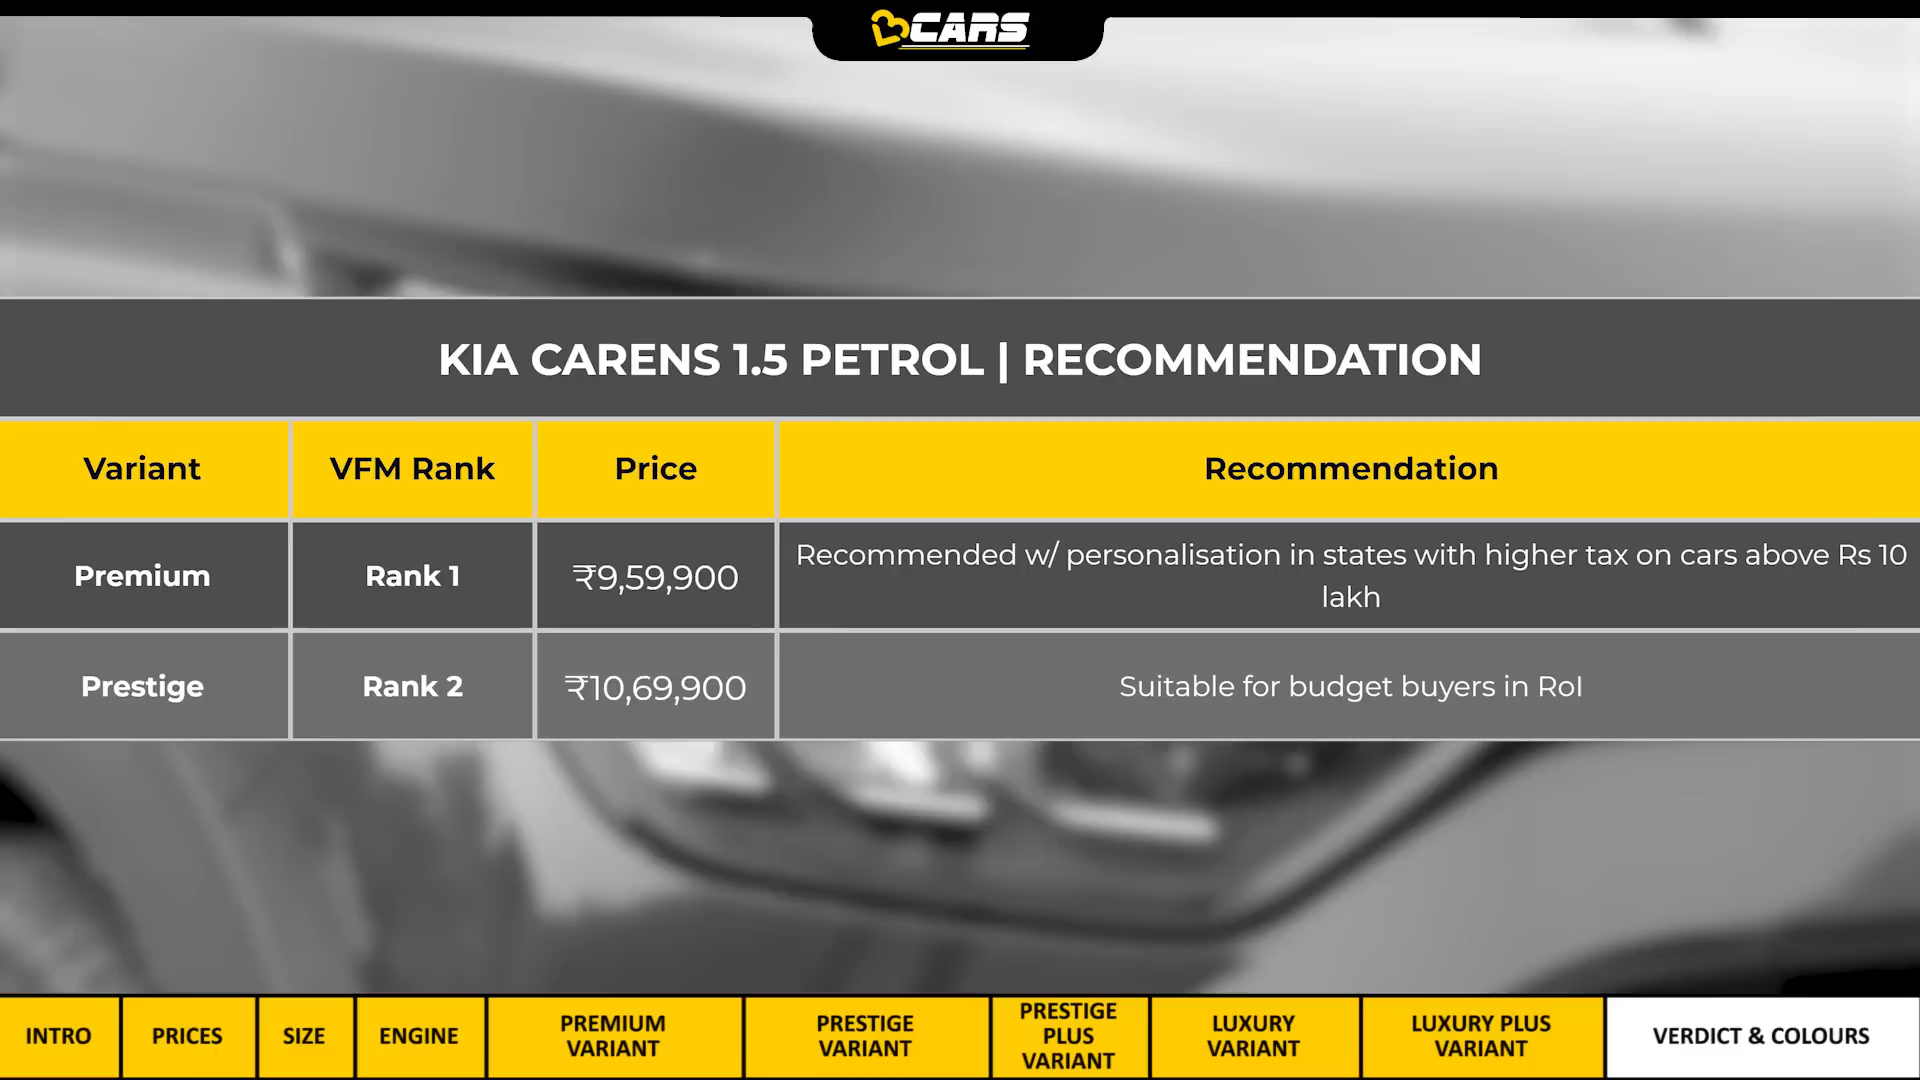 CARS
KIA CARENS 1.5 PETROL | RECOMMENDATION
Variant VFM Rank Price Recommendation
Premium Rank 1 ₹9,59,900 Recommended w/ personalisation in states with higher tax on cars above Rs 10
lakh
Prestige Rank 2 ₹10,69,900 Suitable for budget buyers in RoI
INTRO
PRICES
SIZE
ENGINE
PREMIUM
VARIANT
PRESTIGE
VARIANT
PRESTIGE
PLUS
VARIANT
LUXURY
VARIANT
LUXURY PLUS
VARIANT
VERDICT & COLOURS